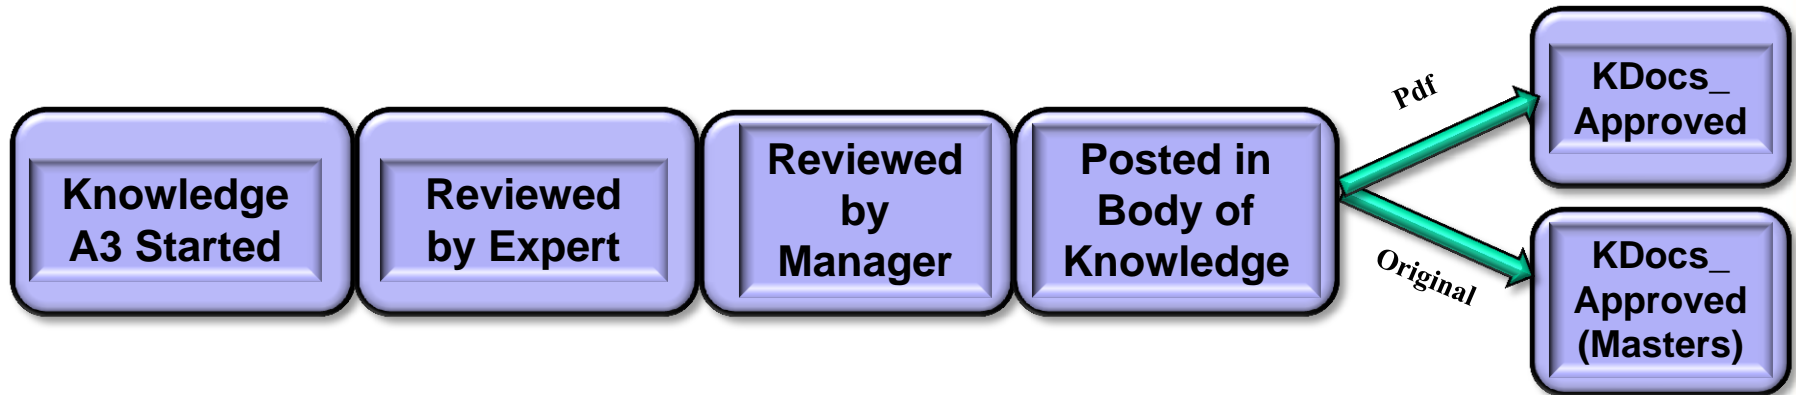 Knowledge
A3 Started
Reviewed
by Expert
Reviewed
by
Manager
Posted in
Body of
Knowledge
Pdf
Original
KDocs_
Approved
KDocs_
Approved
(Masters)